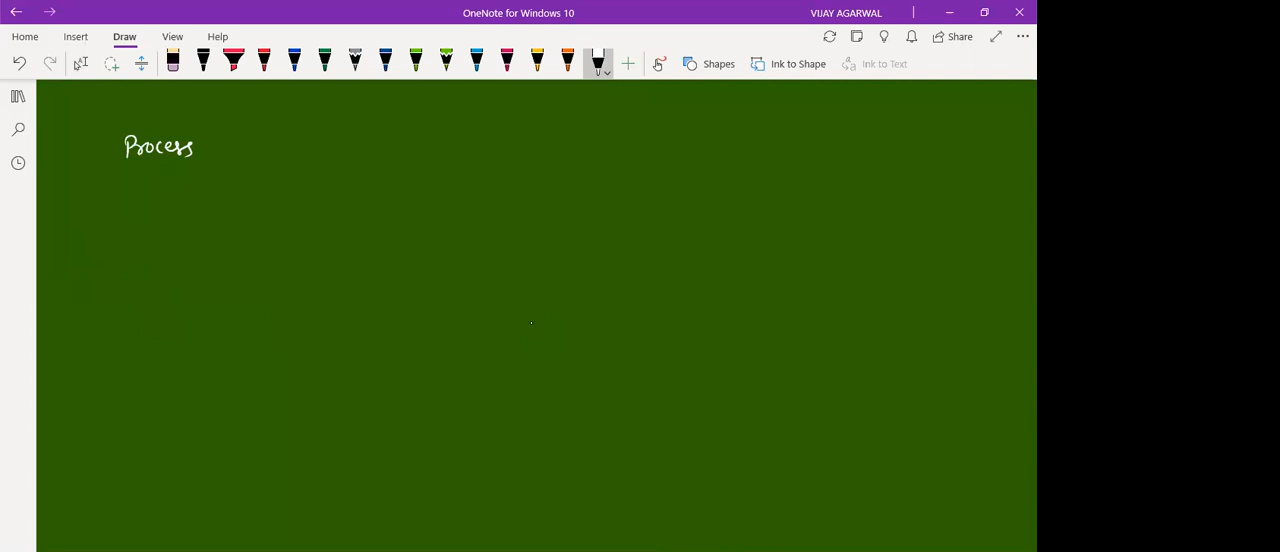 OneNote for Windows 10
VIJAY AGARWAL
Home Insert Draw View Help
Share
Shapes Ink to Shape Ink to Text
Process